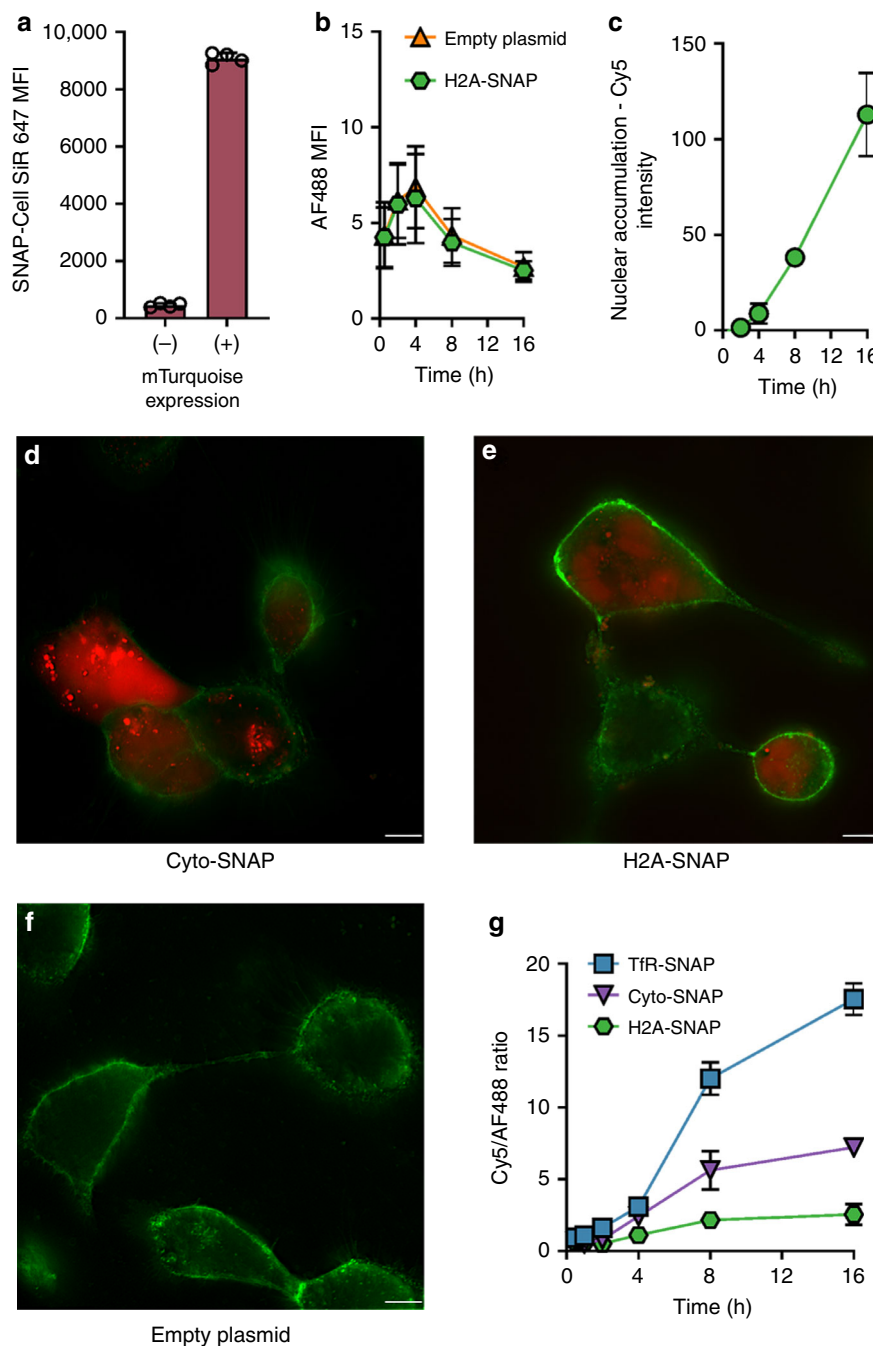 a
SNAP-Cell SiR 647 MFI
10,000
8000
6000
4000
2000
0
(–)
(+)
mTurquoise
expression
b
Empty plasmid
H2A-SNAP
AF488 MFI
15
10
5
0
0 4 8 12 16
Time (h)
c
Nuclear accumulation - Cy5
intensity
150
100
50
0
0 4 8 12 16
Time (h)
d
Cyto-SNAP
e
H2A-SNAP
f
Empty plasmid
g
TfR-SNAP
Cyto-SNAP
H2A-SNAP
Cy5/AF488 ratio
20
15
10
5
0
0 4 8 12 16
Time (h)